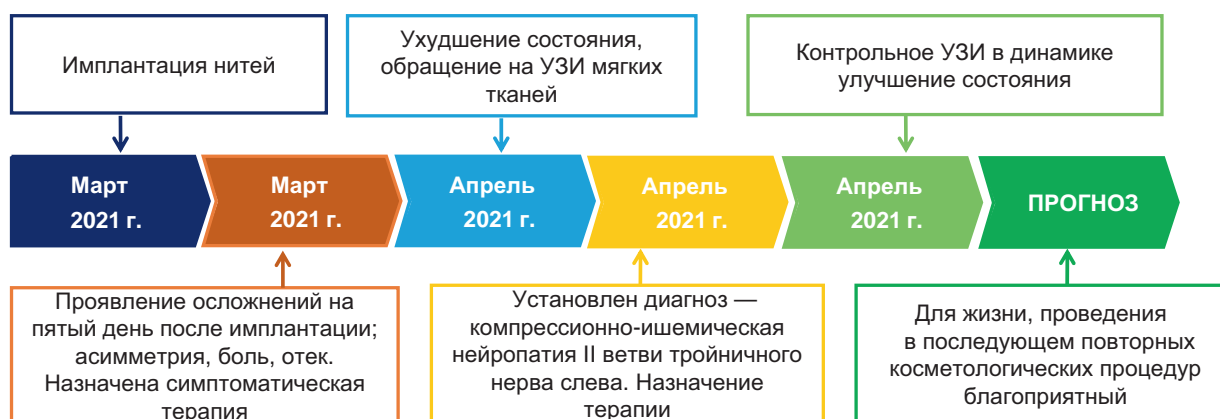 Имплантация нитей
Ухудшение состояния,
обращение на УЗИ мягких
тканей
Контрольное УЗИ в динамике
улучшение состояния
Март
2021 г.
Март
2021 г.
Апрель
2021 г.
Апрель
2021 г.
Апрель
2021 г.
ПРОГНОЗ
Проявление осложнений на
пятый день после имплантации;
асимметрия, боль, отек.
Назначена симптоматическая
терапия
Установлен диагноз —
компрессионно-ишемическая
нейропатия II ветви тройничного
нерва слева. Назначение
терапии
Для жизни, проведения
в последующем повторных
косметологических процедур
благоприятный